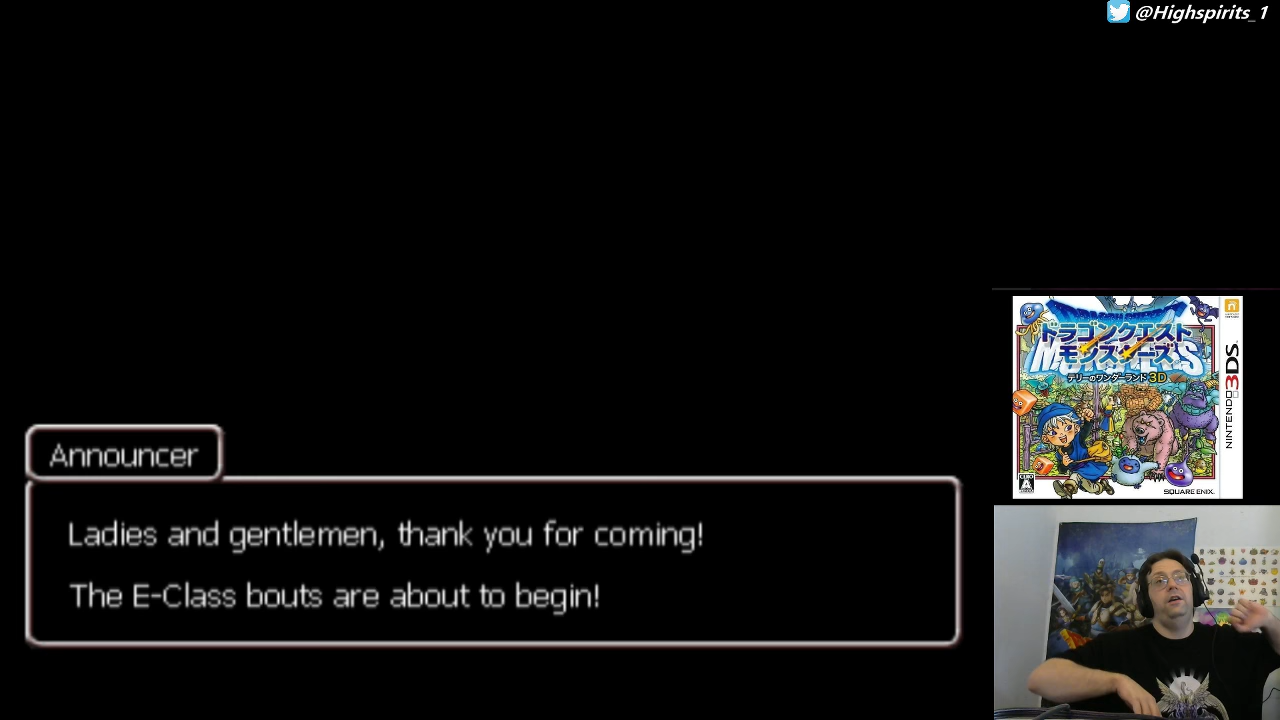 @Highspirits_1
ドラゴンクエスト
モンスターズ
テリーのワンダーランド3D
NINTENDO 3DS
SQUARE ENIX
Announcer
Ladies and gentlemen, thank you for coming!
The E-Class bouts are about to begin!